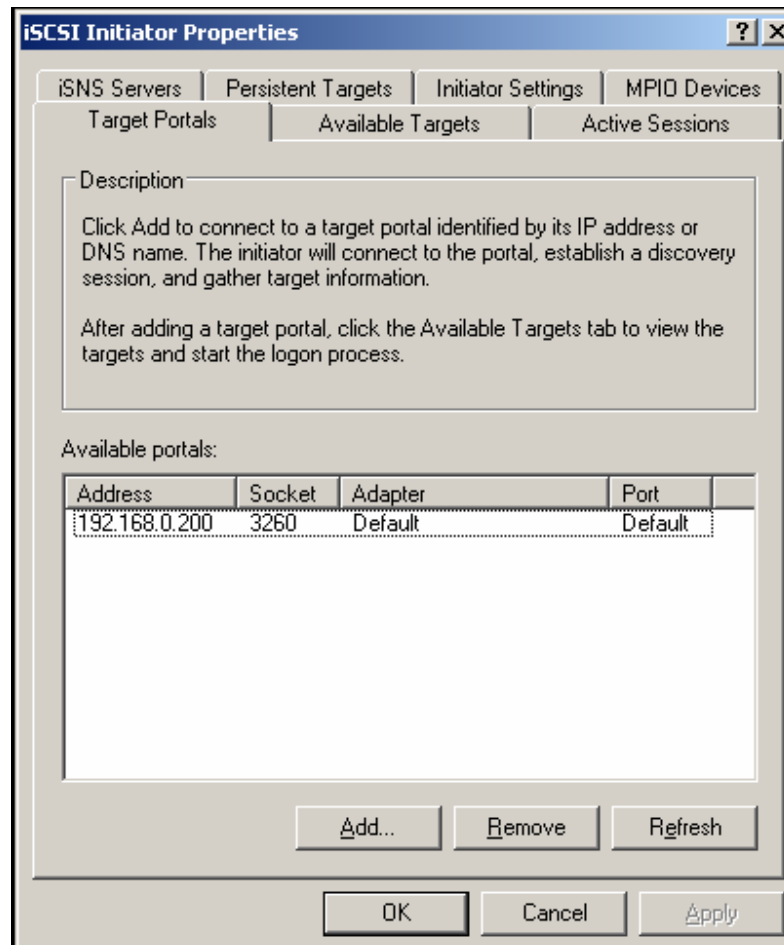 iSCSI Initiator Properties
iSNS Servers Persistent Targets Initiator Settings MPIO Devices
Target Portals Available Targets Active Sessions
Description
Click Add to connect to a target portal identified by its IP address or
DNS name. The initiator will connect to the portal, establish a discovery
session, and gather target information.
After adding a target portal, click the Available Targets tab to view the
targets and start the logon process.
Available portals:
Address Socket Adapter Port
192.168.0.200 3260 Default Default
Add... Remove Refresh
OK Cancel Apply